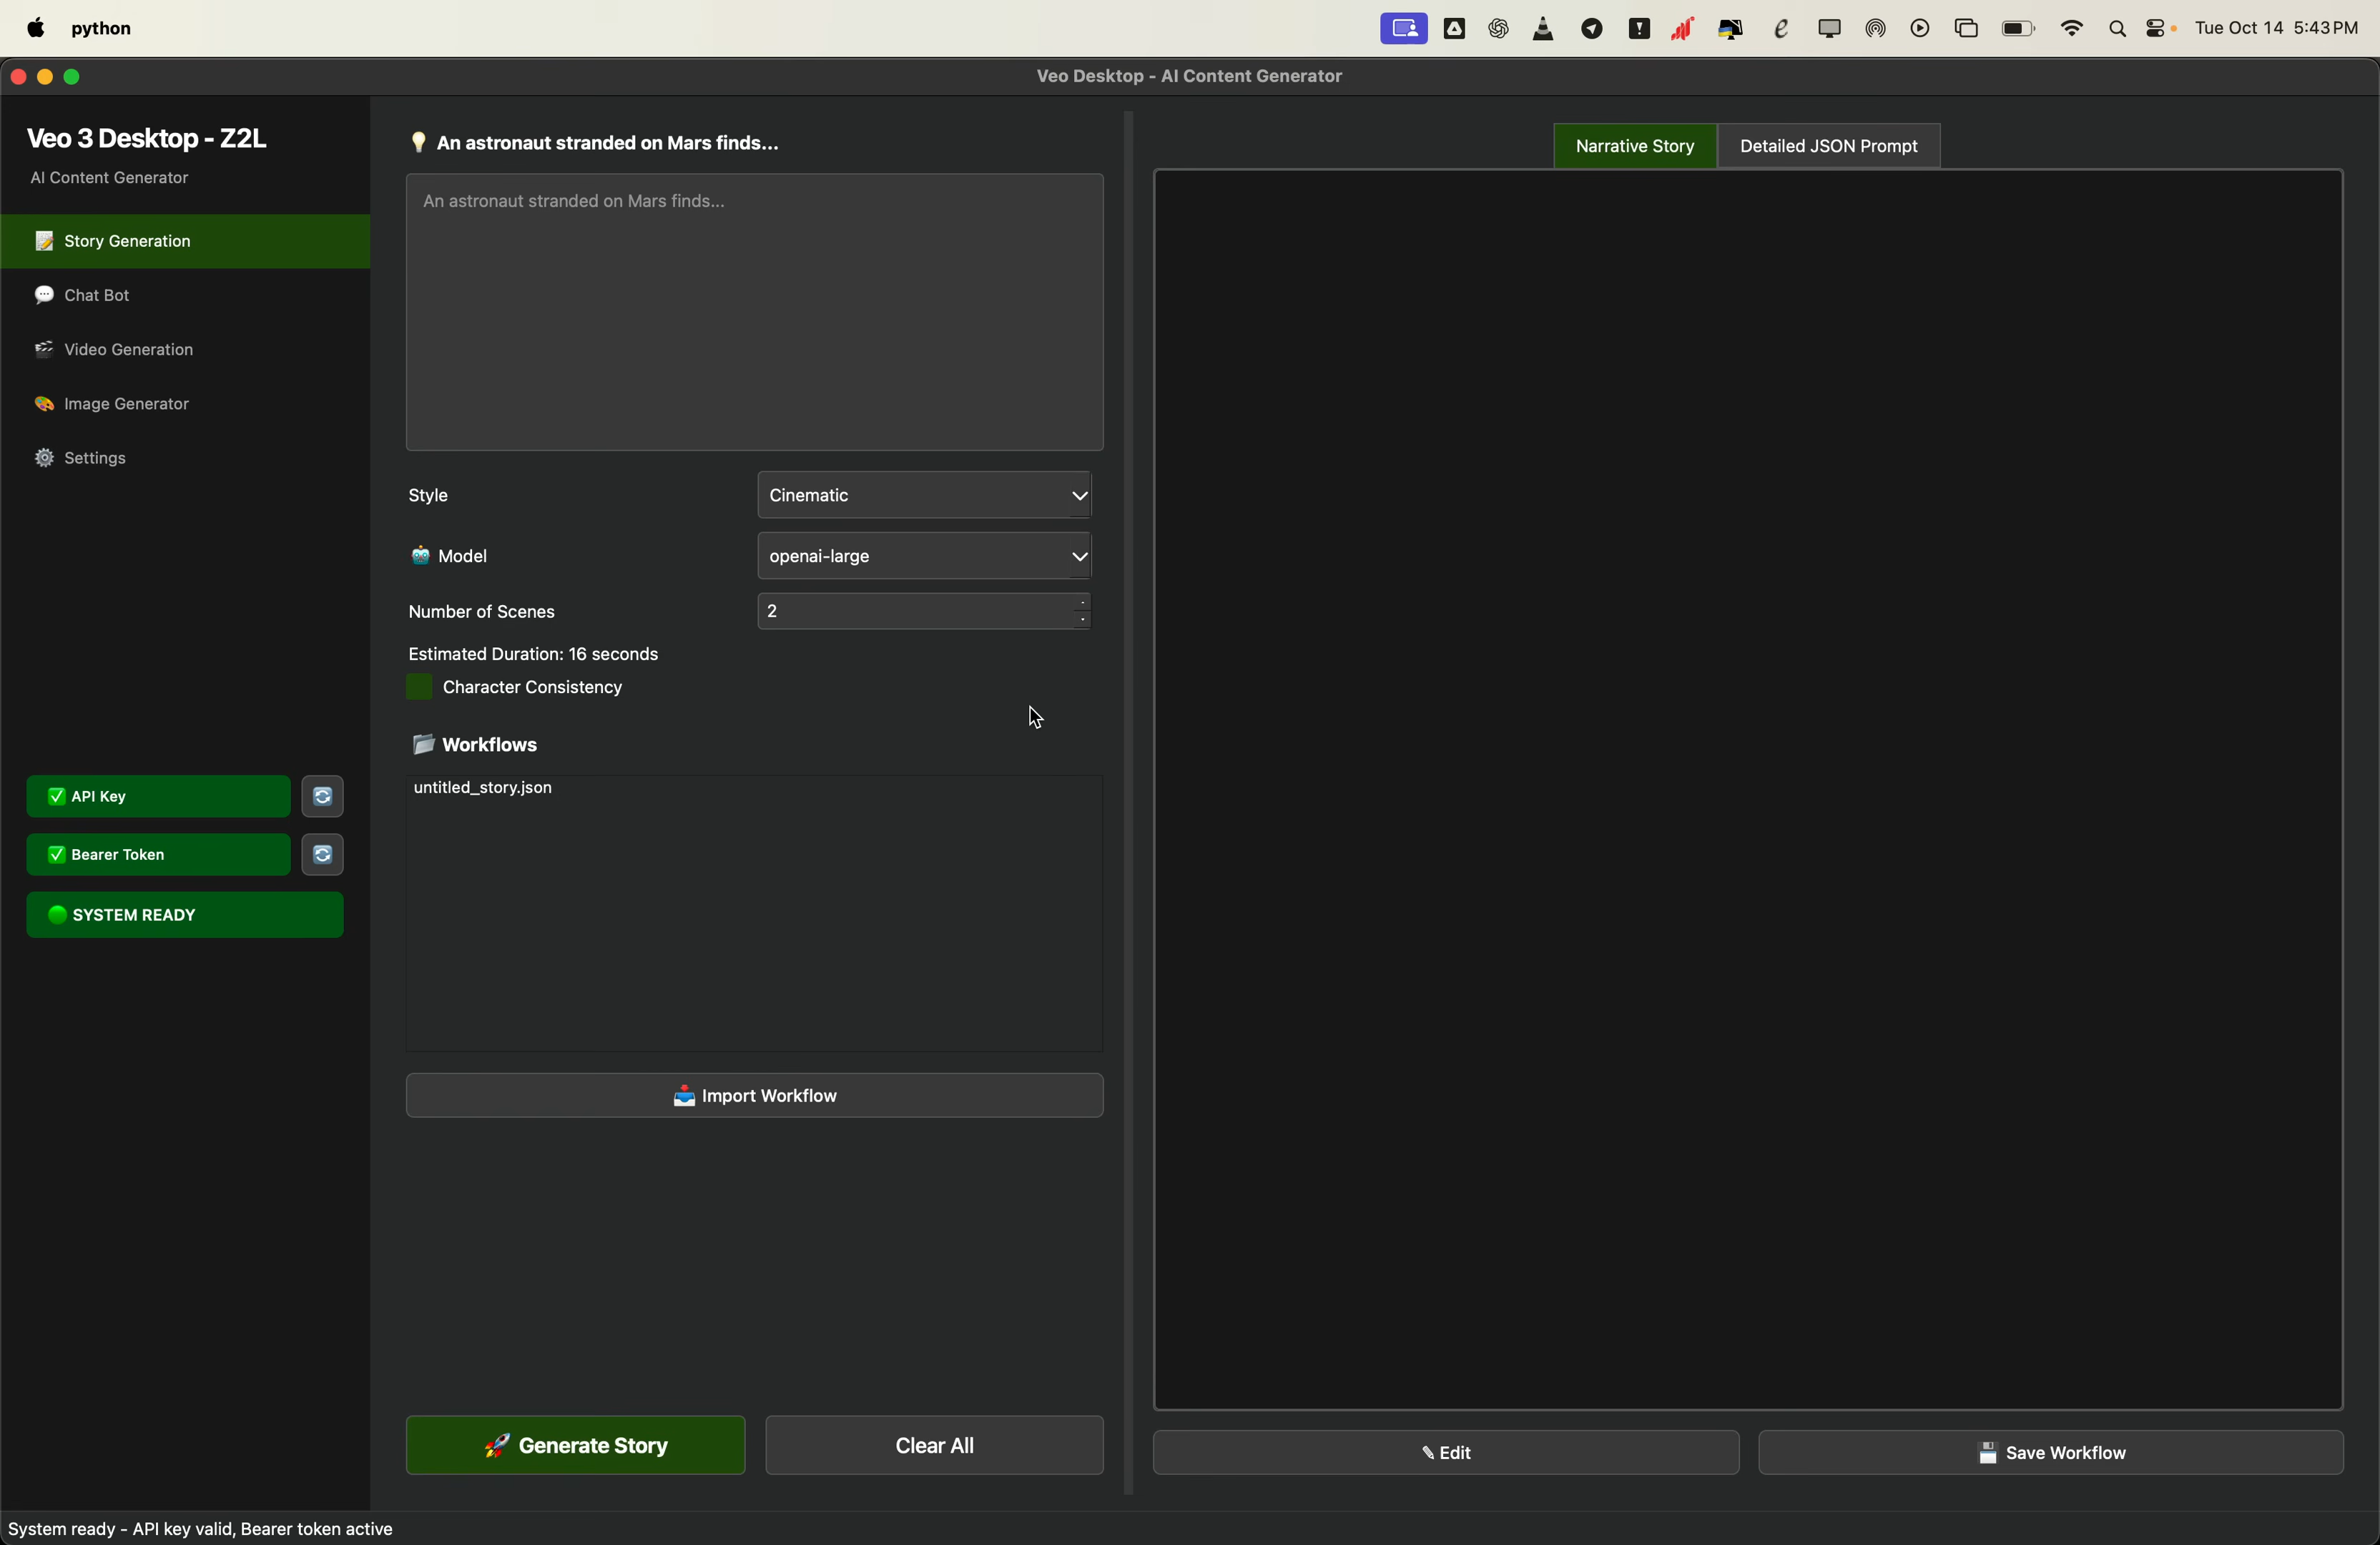 python
Tue Oct 14 5:43 PM
Veo Desktop - AI Content Generator
Veo 3 Desktop - Z2L
AI Content Generator
Story Generation
Chat Bot
Video Generation
Image Generator
Settings
API Key
Bearer Token
SYSTEM READY
An astronaut stranded on Mars finds...
An astronaut stranded on Mars finds...
Style
Cinematic
Model
openai-large
Number of Scenes
2
Estimated Duration: 16 seconds
Character Consistency
Workflows
untitled_story.json
Import Workflow
Generate Story
Clear All
Narrative Story
Detailed JSON Prompt
Edit
Save Workflow
System ready - API key valid, Bearer token active